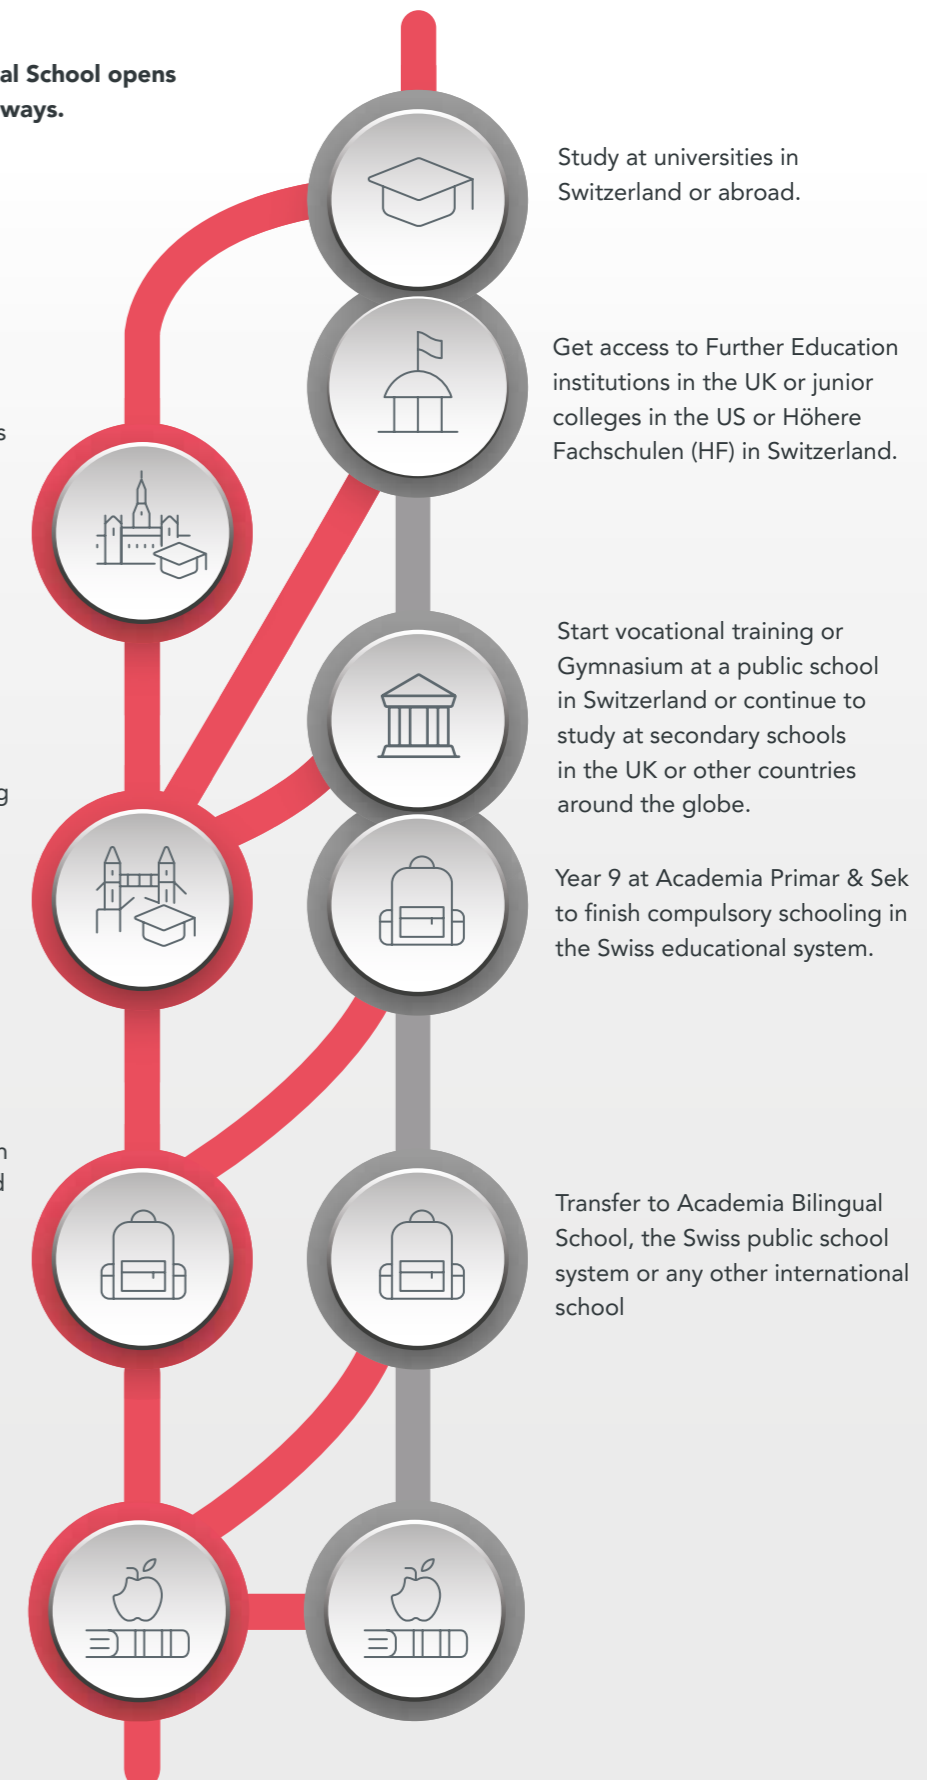 al School opens
ways.
Study at universities in
Switzerland or abroad.
Get access to Further Education
institutions in the UK or junior
colleges in the US or Höhere
Fachschulen (HF) in Switzerland.
s
Start vocational training or
Gymnasium at a public school
in Switzerland or continue to
study at secondary schools
in the UK or other countries
around the globe.
g
Year 9 at Academia Primar & Sek
to finish compulsory schooling in
the Swiss educational system.
Transfer to Academia Bilingual
School, the Swiss public school
system or any other international
school